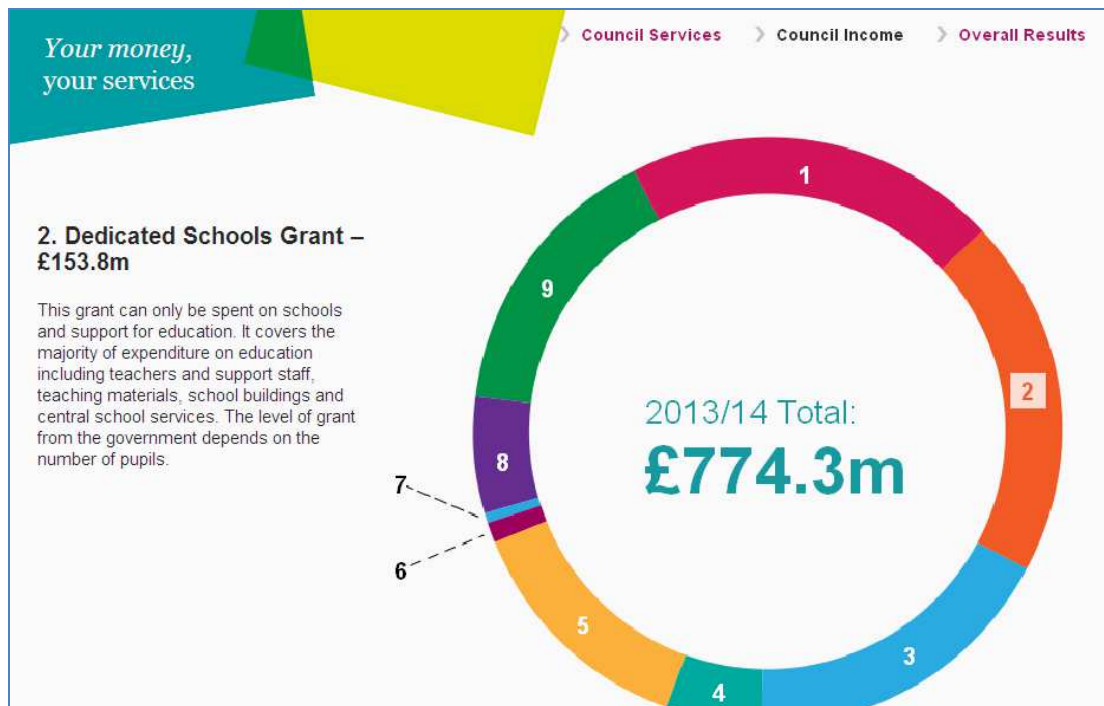 Your money,
your services
Council Services
Council Income
Overall Results
2. Dedicated Schools Grant –
£153.8m
This grant can only be spent on schools
and support for education. It covers the
majority of expenditure on education
including teachers and support staff,
teaching materials, school buildings and
central school services. The level of grant
from the government depends on the
number of pupils.
1
2
3
4
5
6
7
8
9
2013/14 Total:
£774.3m